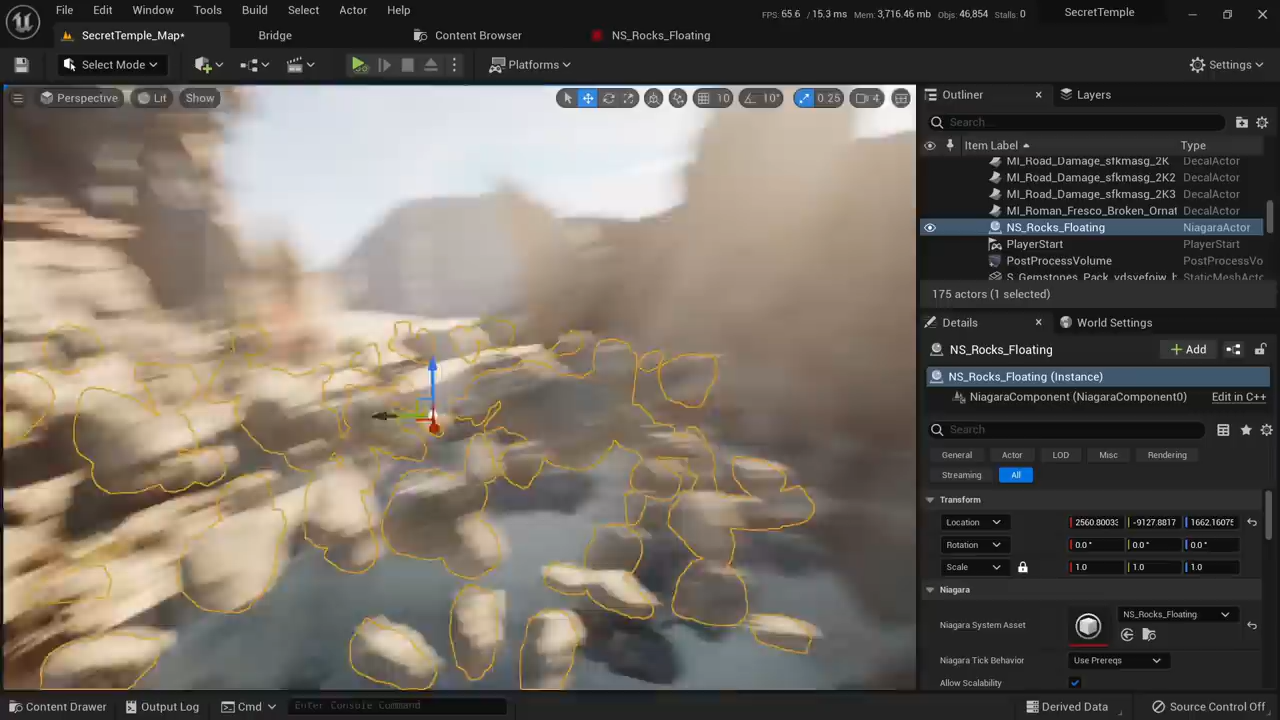 File Edit Window Tools Build Select Actor Help
FPS: 65.6 / 15.3 ms Mem: 3,716.46 mb Objs: 46,854 Stalls: 0 SecretTemple
SecretTemple_Map* Bridge Content Browser NS_Rocks_Floating
Select Mode Platforms Settings
Perspective Lit Show 10 10° 0.25 4
Outliner Layers
Search...
Item Label Type
MI_Road_Damage_sfkmasg_2K DecalActor
MI_Road_Damage_sfkmasg_2K2 DecalActor
MI_Road_Damage_sfkmasg_2K3 DecalActor
MI_Roman_Fresco_Broken_Ornat DecalActor
NS_Rocks_Floating NiagaraActor
PlayerStart PlayerStart
PostProcessVolume PostProcessVo
175 actors (1 selected)
Details World Settings
NS_Rocks_Floating Add
NS_Rocks_Floating (Instance)
NiagaraComponent (NiagaraComponent0) Edit in C++
Search
General Actor LOD Misc Rendering
Streaming All
Transform
Location 2560.8003 -9127.8817 1662.1607
Rotation 0.0° 0.0° 0.0°
Scale 1.0 1.0 1.0
Niagara
NS_Rocks_Floating
Niagara System Asset
Niagara Tick Behavior Use Prereqs
Allow Scalability
Content Drawer Output Log Cmd Enter Console Command Derived Data Source Control Off